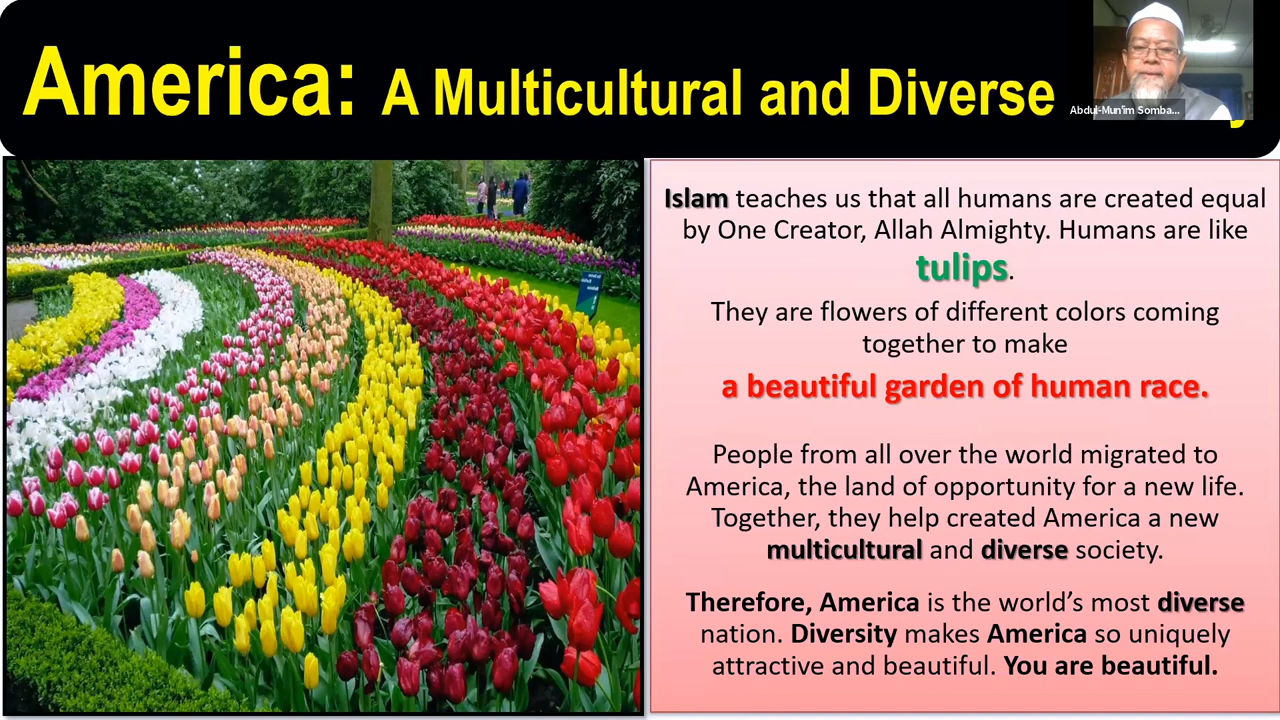 America: A Multicultural and Diverse
Abdul-Mun'im Somba...
Islam teaches us that all humans are created equal
by One Creator, Allah Almighty. Humans are like
tulips.
They are flowers of different colors coming
together to make
a beautiful garden of human race.
People from all over the world migrated to
America, the land of opportunity for a new life.
Together, they help created America a new
multicultural and diverse society.
Therefore, America is the world's most diverse
nation. Diversity makes America so uniquely
attractive and beautiful. You are beautiful.